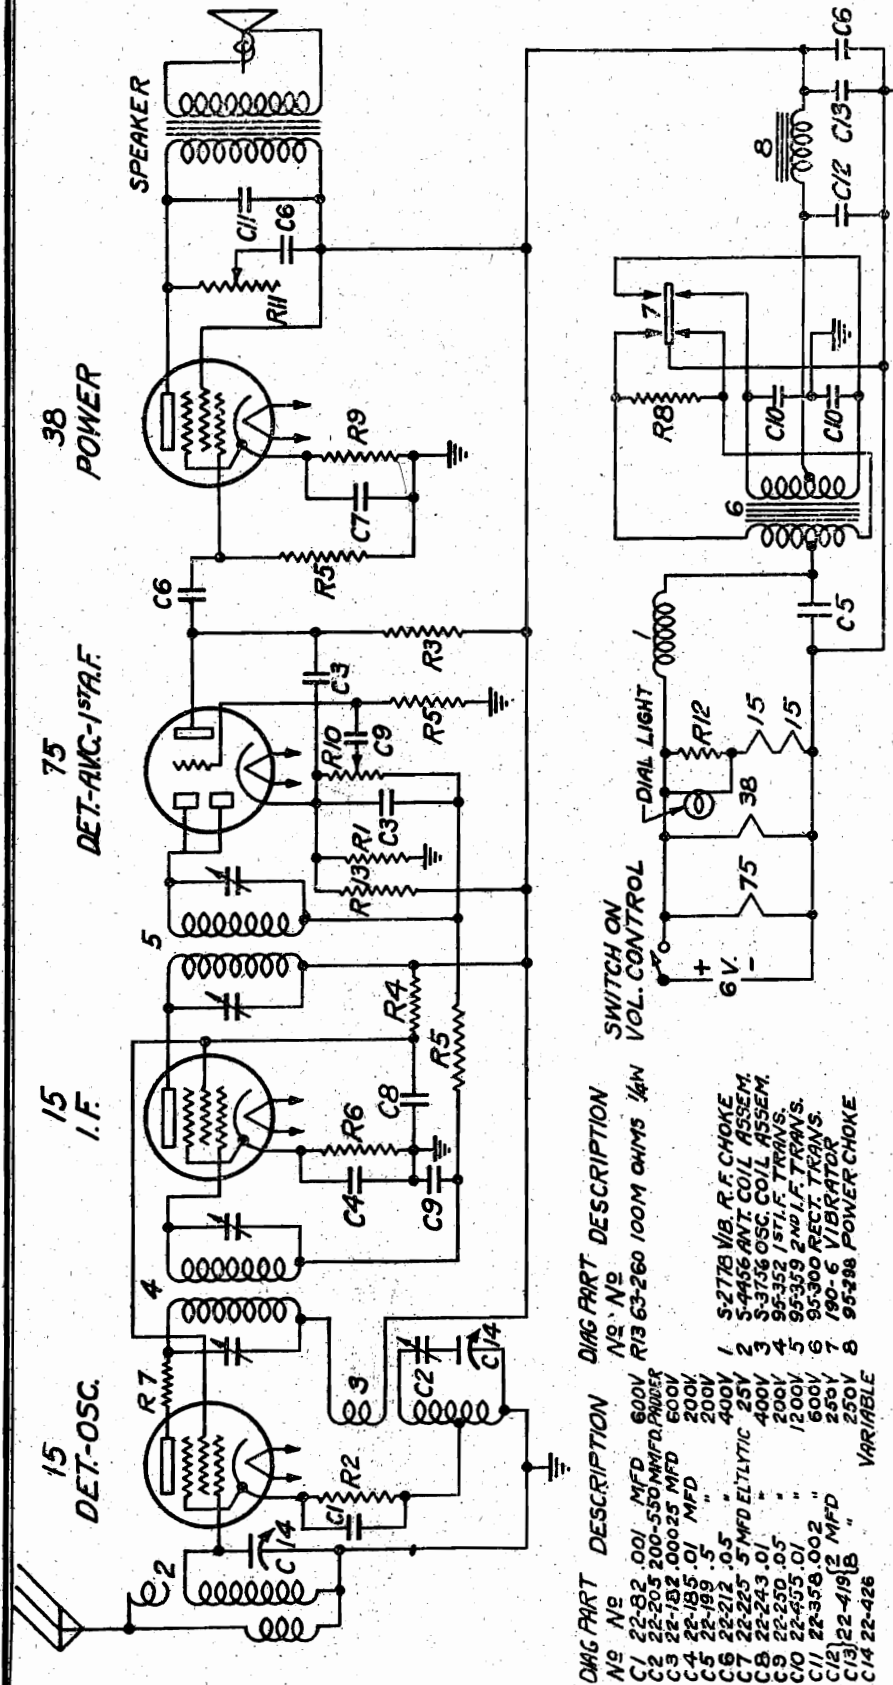 15
DET.-OSC.
15
I.F.
75
DET.-AVC.-1ST A.F.
38
POWER
SPEAKER
2
C14
C1
R2
R7
4
3
C2
C14
C4
R6
C9
C8
R4
R5
5
R13
R1
C3
R10
C9
R5
C3
R3
C6
R5
C7
R9
R11
C11
C6
SWITCH ON
VOL. CONTROL
DIAL LIGHT
+
6 V.
-
75
38
R12
15
15
1
C5
6
R8
C10
C10
7
8
C12
C13
C6
DIAG PART DESCRIPTION
Nº Nº
C1 22-82 .001 MFD 600V
C2 22-205 200-550 MMFD. PADDER
C3 22-182 .00025 MFD 600V
C4 22-185 .01 MFD 200V.
C5 22-199 .5 " 200V
C6 22-212 .05 " 400V
C7 22-225 .5 MFD EL'TLYTIC 25V
C8 22-243 .01 " 400V
C9 22-250 .05 " 200V
C10 22-455 .01 " 1200V.
C11 22-358 .002 " 600V
C12} 22-419 {2 MFD 250V
C13} {8 " 250V
C14 22-426 VARIABLE
DIAG PART DESCRIPTION
Nº Nº
R13 63-260 100M OHMS 1/4W
1 S-2778 VIB. R.F. CHOKE
2 S-4456 ANT. COIL ASSEM.
3 S-3756 OSC. COIL ASSEM.
4 95-352 1ST I.F. TRANS.
5 95-359 2ND I.F. TRANS.
6 95-300 RECT. TRANS.
7 190-6 VIBRATOR
8 95-298 POWER CHOKE